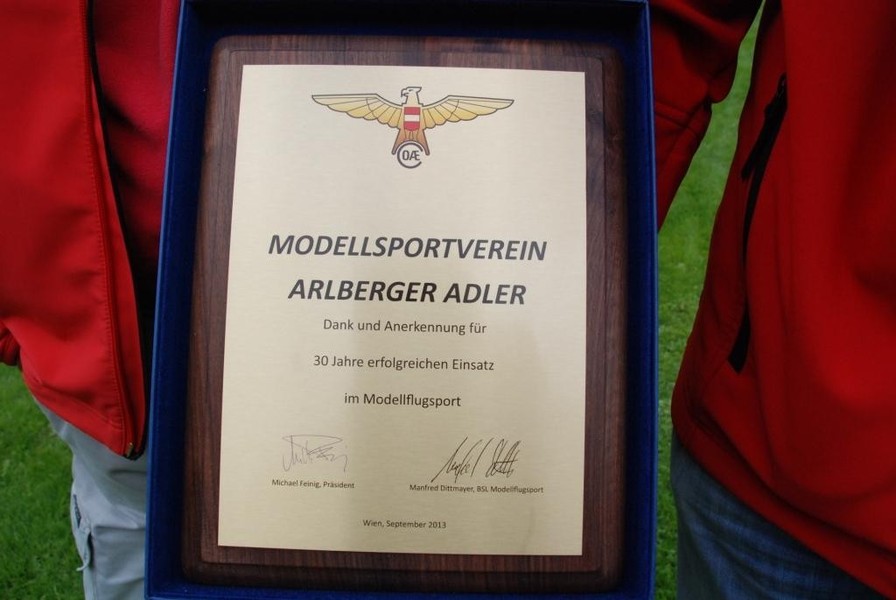 OÆC
MODELLSPORTVEREIN
ARLBERGER ADLER
Dank und Anerkennung für
30 Jahre erfolgreichen Einsatz
im Modellflugsport
Michael Feinig, Präsident
Manfred Dittmayer, BSL Modellflugsport
Wien, September 2013